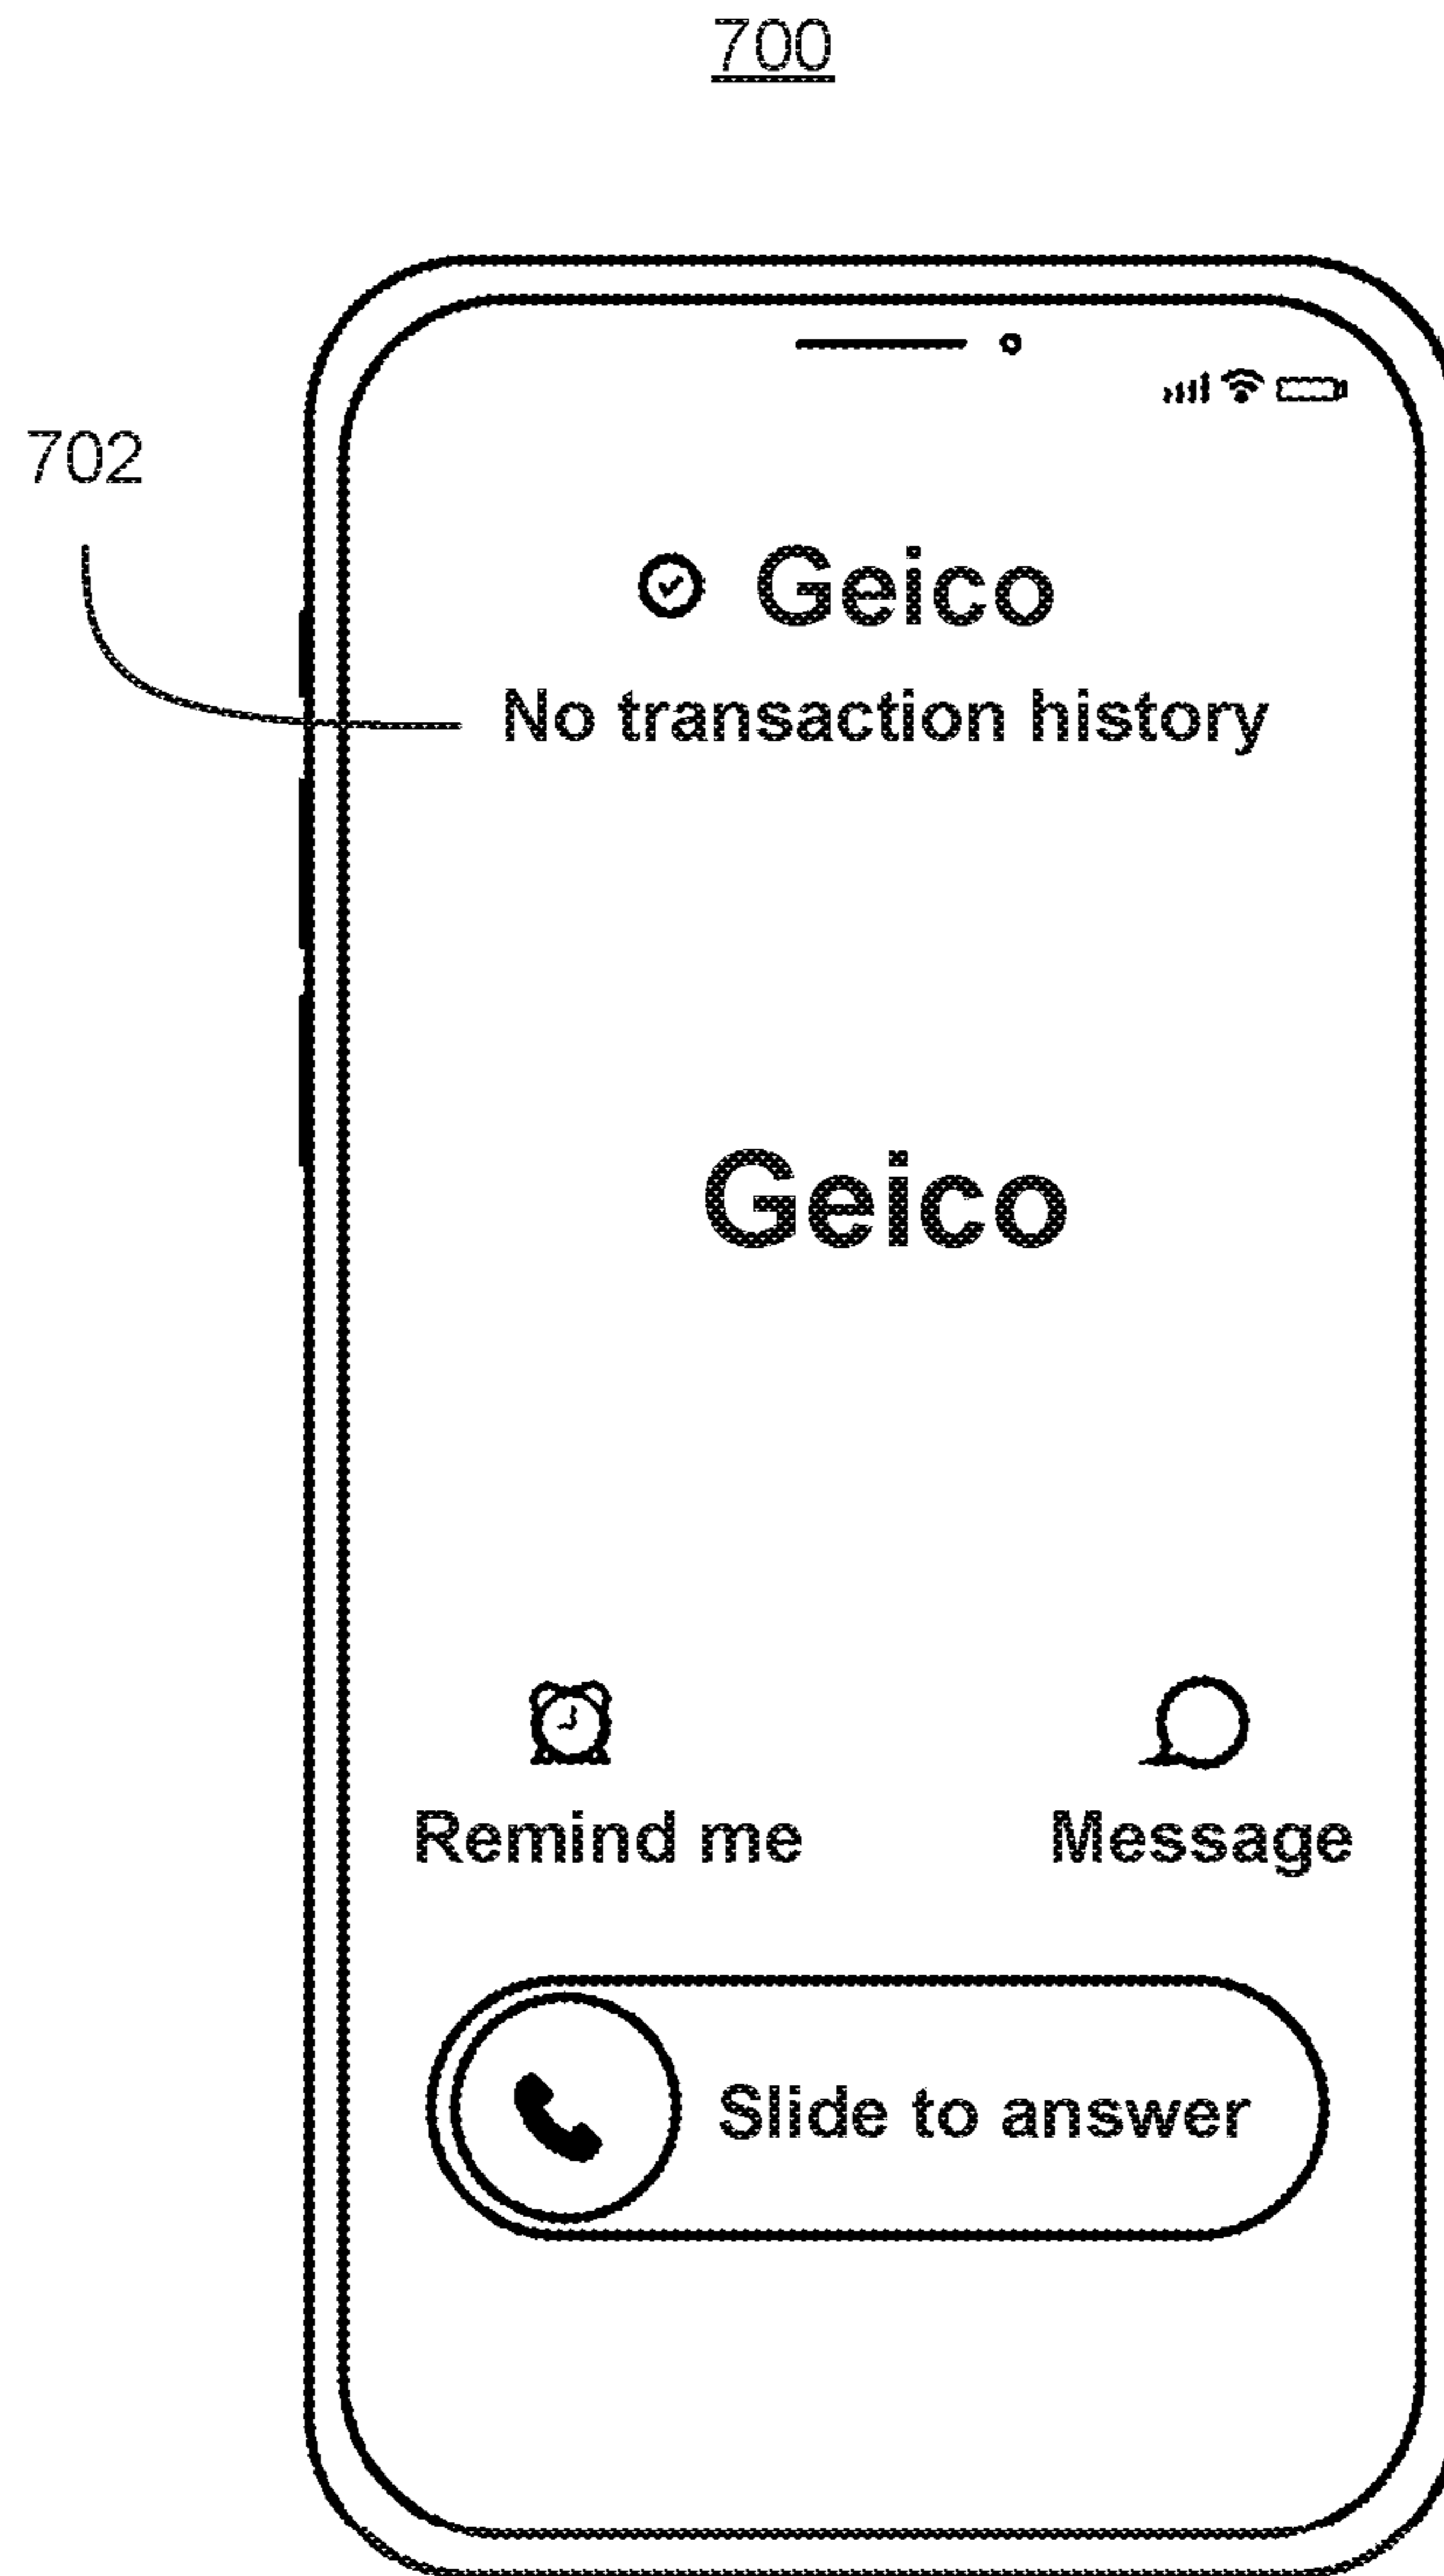 700
702
Geico
No transaction history
Geico
Remind me
Message
Slide to answer